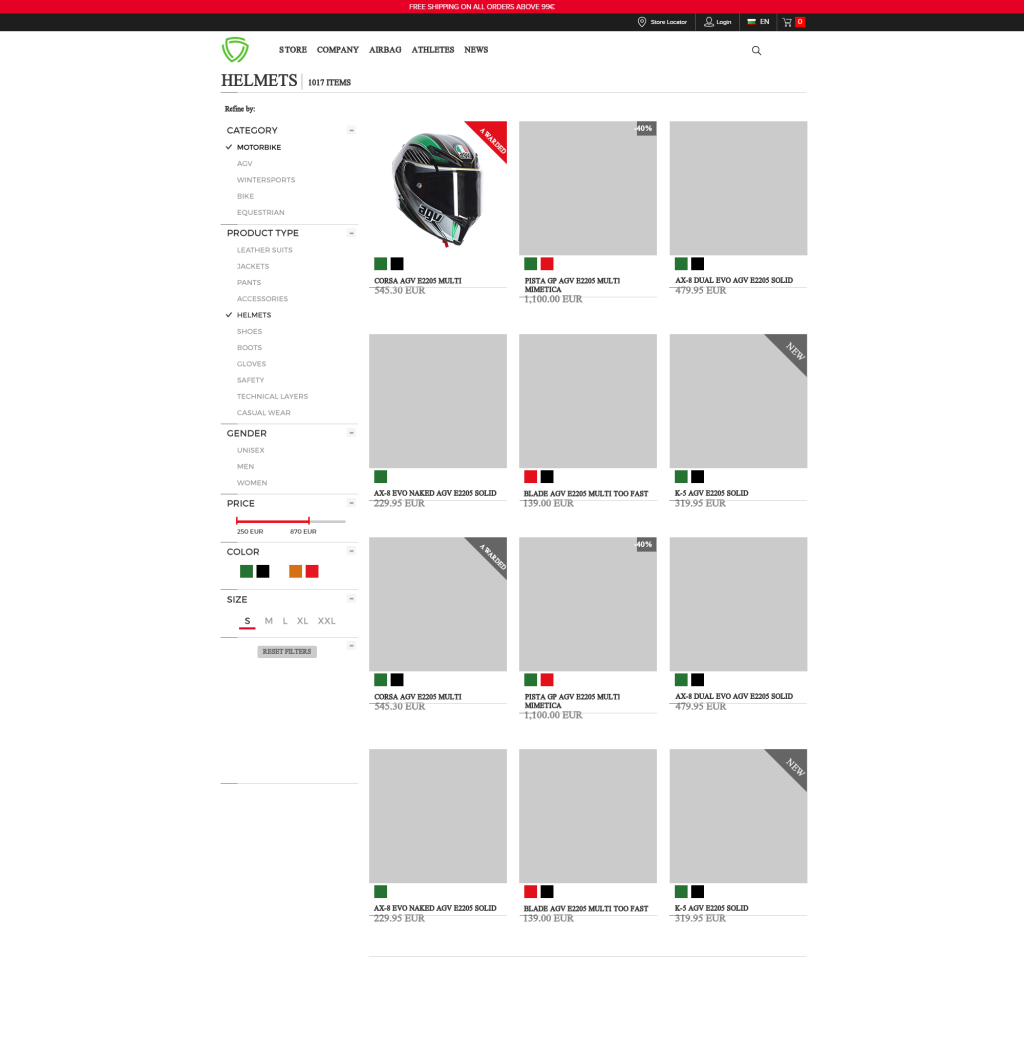 FREE SHIPPING ON ALL ORDERS ABOVE 99€
Store Locator
Login
EN
0
STORE COMPANY AIRBAG ATHLETES NEWS
HELMETS 1017 ITEMS
Refine by:
CATEGORY
MOTORBIKE
AGV
WINTERSPORTS
BIKE
EQUESTRIAN
PRODUCT TYPE
LEATHER SUITS
JACKETS
PANTS
ACCESSORIES
HELMETS
SHOES
BOOTS
GLOVES
SAFETY
TECHNICAL LAYERS
CASUAL WEAR
GENDER
UNISEX
MEN
WOMEN
PRICE
250 EUR 870 EUR
COLOR
SIZE
S M L XL XXL
RESET FILTERS
AWARDED
agv
CORSA AGV E2205 MULTI
545.30 EUR
-40%
PISTA GP AGV E2205 MULTI
MIMETICA
1,100.00 EUR
AX-8 DUAL EVO AGV E2205 SOLID
479.95 EUR
AX-8 EVO NAKED AGV E2205 SOLID
229.95 EUR
BLADE AGV E2205 MULTI TOO FAST
139.00 EUR
NEW
K-5 AGV E2205 SOLID
319.95 EUR
AWARDED
CORSA AGV E2205 MULTI
545.30 EUR
-40%
PISTA GP AGV E2205 MULTI
MIMETICA
1,100.00 EUR
AX-8 DUAL EVO AGV E2205 SOLID
479.95 EUR
AX-8 EVO NAKED AGV E2205 SOLID
229.95 EUR
BLADE AGV E2205 MULTI TOO FAST
139.00 EUR
NEW
K-5 AGV E2205 SOLID
319.95 EUR